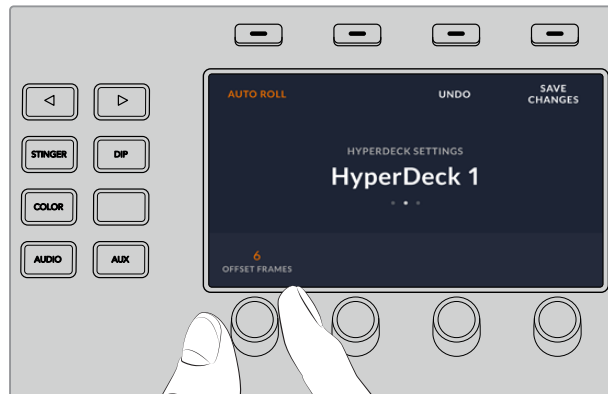 AUTO ROLL
UNDO
SAVE
CHANGES
HYPERDECK SETTINGS
HyperDeck 1
6
OFFSET FRAMES
STINGER
DIP
COLOR
AUDIO
AUX